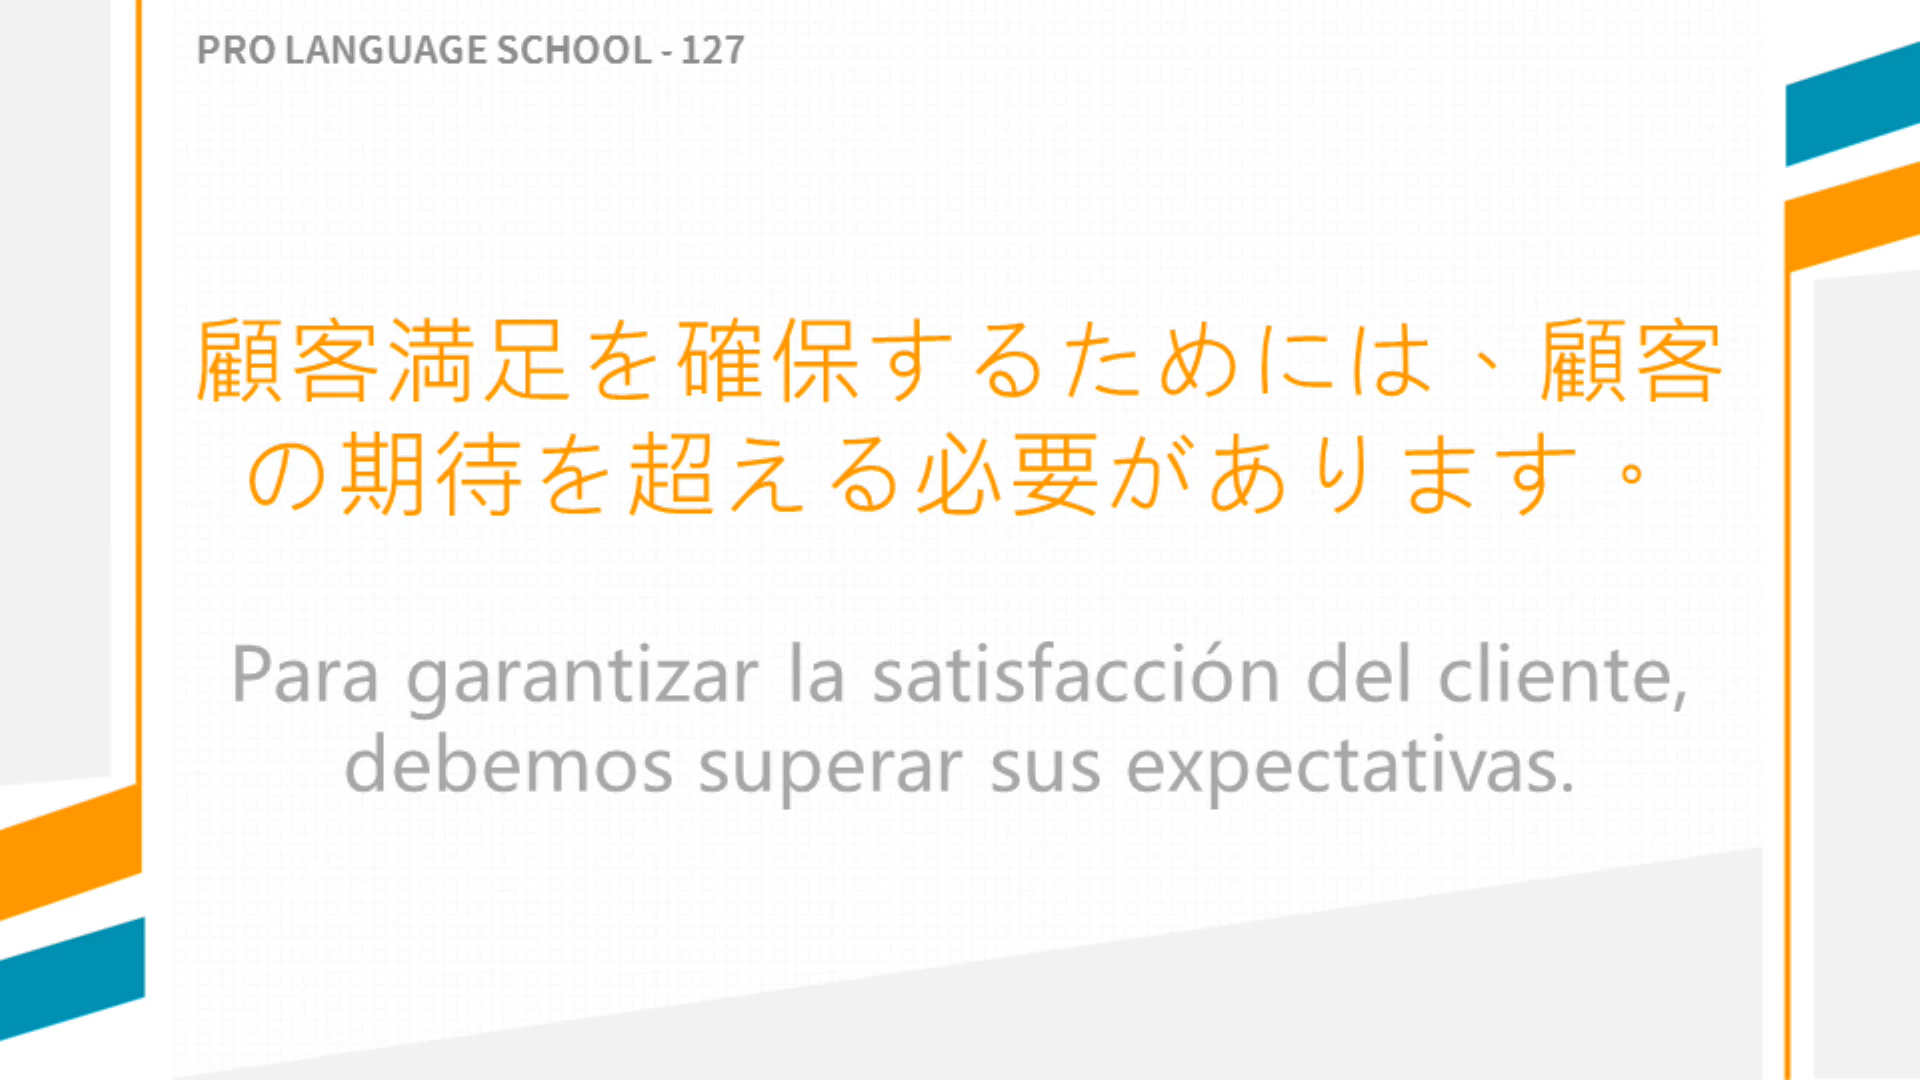 PRO LANGUAGE SCHOOL - 127
顧客満足を確保するためには、顧客
の期待を超える必要があります。
Para garantizar la satisfacción del cliente,
debemos superar sus expectativas.